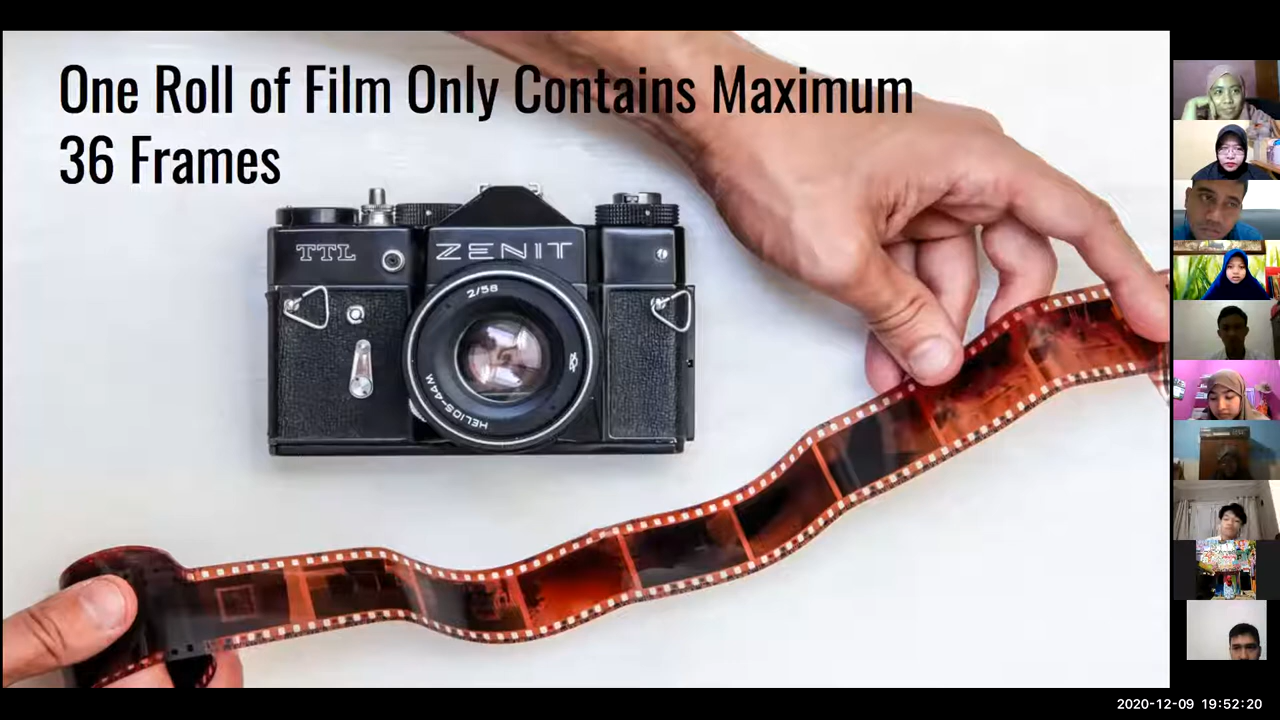 One Roll of Film Only Contains Maximum
36 Frames
TTL
ZENIT
2/58
HELIOS-44M
2020-12-09 19:52:20